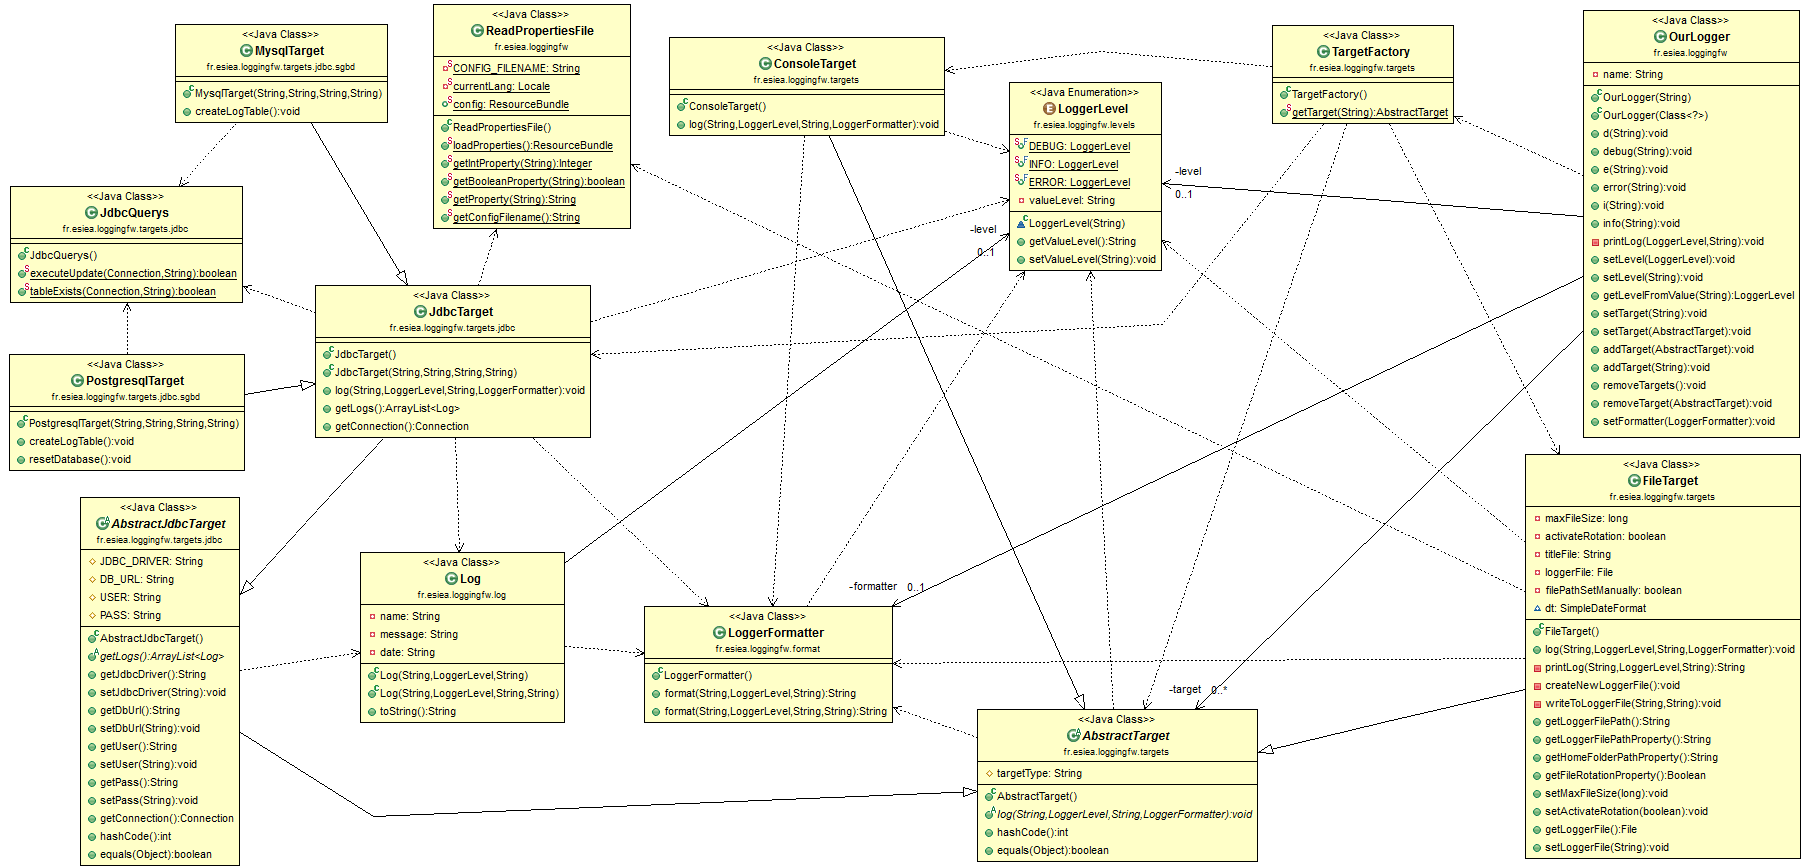 <<Java Class>>
MysqlTarget
fr.esiea.loggingfw.targets.jdbc.sgbd
MysqlTarget(String,String,String,String)
createLogTable():void
<<Java Class>>
ReadPropertiesFile
fr.esiea.loggingfw
CONFIG_FILENAME: String
currentLang: Locale
config: ResourceBundle
ReadPropertiesFile()
loadProperties():ResourceBundle
getIntProperty(String):Integer
getBooleanProperty(String):boolean
getProperty(String):String
getConfigFilename():String
<<Java Class>>
ConsoleTarget
fr.esiea.loggingfw.targets
ConsoleTarget()
log(String,LoggerLevel,String,LoggerFormatter):void
<<Java Enumeration>>
LoggerLevel
fr.esiea.loggingfw.levels
DEBUG: LoggerLevel
INFO: LoggerLevel
ERROR: LoggerLevel
valueLevel: String
LoggerLevel(String)
getValueLevel():String
setValueLevel(String):void
<<Java Class>>
TargetFactory
fr.esiea.loggingfw.targets
TargetFactory()
getTarget(String):AbstractTarget
<<Java Class>>
OurLogger
fr.esiea.loggingfw
name: String
OurLogger(String)
OurLogger(Class<?>)
d(String):void
debug(String):void
e(String):void
error(String):void
i(String):void
info(String):void
printLog(LoggerLevel,String):void
setLevel(LoggerLevel):void
setLevel(String):void
getLevelFromValue(String):LoggerLevel
setTarget(String):void
setTarget(AbstractTarget):void
addTarget(AbstractTarget):void
addTarget(String):void
removeTargets():void
removeTarget(AbstractTarget):void
setFormatter(LoggerFormatter):void
-level
0..1
<<Java Class>>
JdbcQuerys
fr.esiea.loggingfw.targets.jdbc
JdbcQuerys()
executeUpdate(Connection,String):boolean
tableExists(Connection,String):boolean
-level
0..1
<<Java Class>>
JdbcTarget
fr.esiea.loggingfw.targets.jdbc
JdbcTarget()
JdbcTarget(String,String,String,String)
log(String,LoggerLevel,String,LoggerFormatter):void
getLogs():ArrayList<Log>
getConnection():Connection
<<Java Class>>
PostgresqlTarget
fr.esiea.loggingfw.targets.jdbc.sgbd
PostgresqlTarget(String,String,String,String)
createLogTable():void
resetDatabase():void
<<Java Class>>
AbstractJdbcTarget
fr.esiea.loggingfw.targets.jdbc
JDBC_DRIVER: String
DB_URL: String
USER: String
PASS: String
AbstractJdbcTarget()
getLogs():ArrayList<Log>
getJdbcDriver():String
setJdbcDriver(String):void
getDbUrl():String
setDbUrl(String):void
getUser():String
setUser(String):void
getPass():String
setPass(String):void
getConnection():Connection
hashCode():int
equals(Object):boolean
<<Java Class>>
Log
fr.esiea.loggingfw.log
name: String
message: String
date: String
Log(String,LoggerLevel,String)
Log(String,LoggerLevel,String,String)
toString():String
-formatter 0..1
<<Java Class>>
LoggerFormatter
fr.esiea.loggingfw.format
LoggerFormatter()
format(String,LoggerLevel,String):String
format(String,LoggerLevel,String,String):String
-target 0..*
<<Java Class>>
AbstractTarget
fr.esiea.loggingfw.targets
targetType: String
AbstractTarget()
log(String,LoggerLevel,String,LoggerFormatter):void
hashCode():int
equals(Object):boolean
<<Java Class>>
FileTarget
fr.esiea.loggingfw.targets
maxFileSize: long
activateRotation: boolean
titleFile: String
loggerFile: File
filePathSetManually: boolean
dt: SimpleDateFormat
FileTarget()
log(String,LoggerLevel,String,LoggerFormatter):void
printLog(String,LoggerLevel,String):String
createNewLoggerFile():void
writeToLoggerFile(String,String):void
getLoggerFilePath():String
getLoggerFilePathProperty():String
getHomeFolderPathProperty():String
getFileRotationProperty():Boolean
setMaxFileSize(long):void
setActivateRotation(boolean):void
getLoggerFile():File
setLoggerFile(String):void